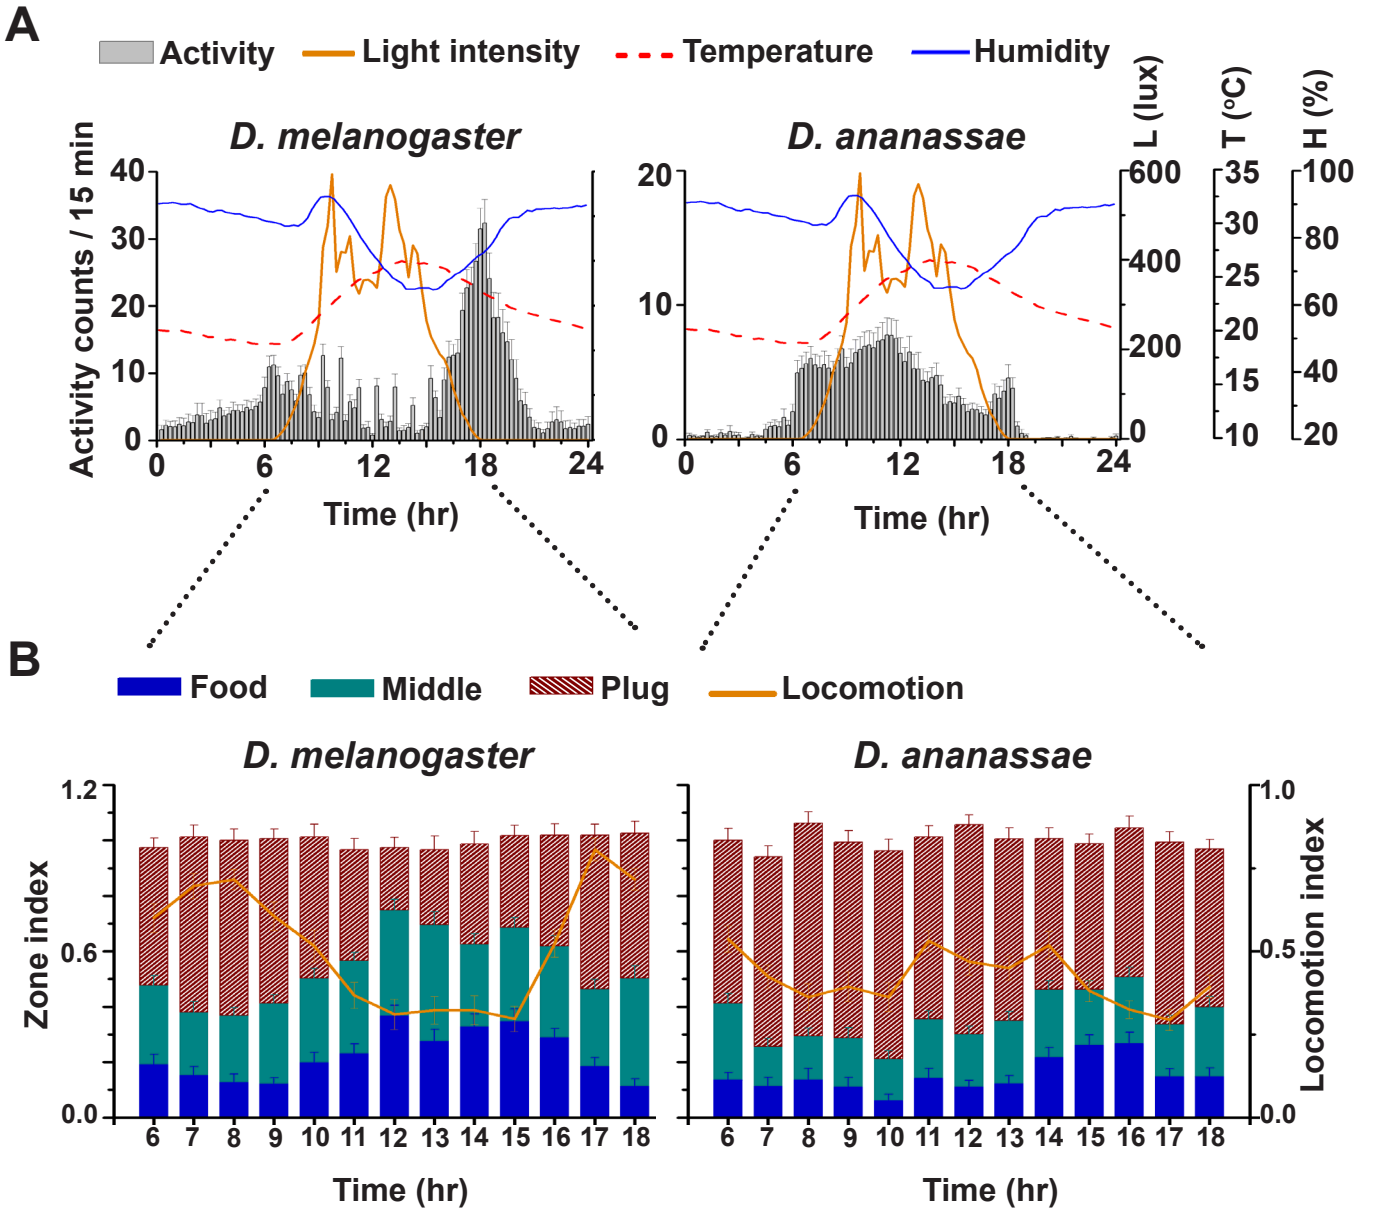 A
Activity Light intensity Temperature Humidity
D. melanogaster D. ananassae
Activity counts / 15 min
L (lux)
T (°C)
H (%)
40 20 600 35 100
30 30 80
400 25
20 10 20 60
200
10 15 40
0 0 0 10 20
0 6 12 18 24 0 6 12 18 24
Time (hr) Time (hr)
B
Food Middle Plug Locomotion
D. melanogaster D. ananassae
Zone index
Locomotion index
1.2 1.0
0.6 0.5
0.0 0.0
6 7 8 9 10 11 12 13 14 15 16 17 18 6 7 8 9 10 11 12 13 14 15 16 17 18
Time (hr) Time (hr)